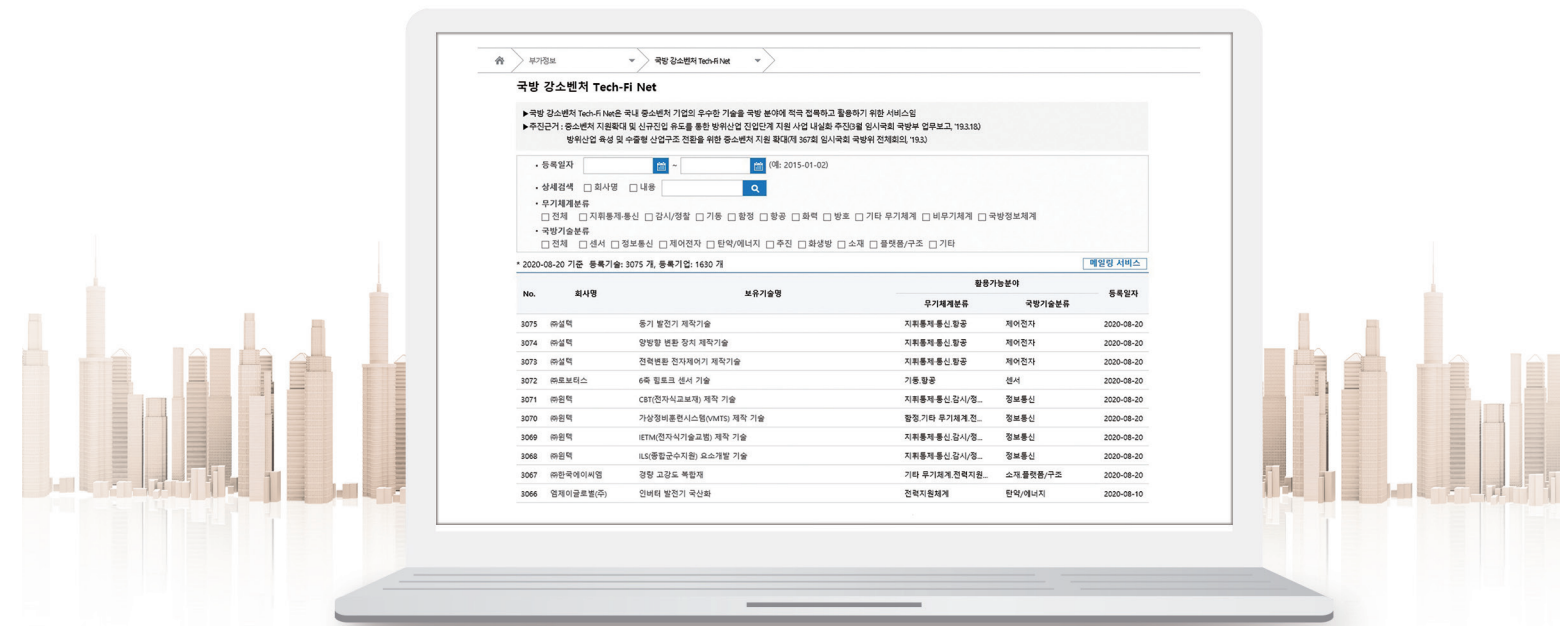 부가정보 국방 강소벤처 Tech-Fi Net
국방 강소벤처 Tech-Fi Net
▶국방 강소벤처 Tech-Fi Net은 국내 중소벤처 기업의 우수한 기술을 국방 분야에 적극 접목하고 활용하기 위한 서비스임
▶추진근거 : 중소벤처 지원확대 및 신규진입 유도를 통한 방위산업 진입단계 지원 사업 내실화 추진(3월 임시국회 국방부 업무보고, '19.3.18.)
방위산업 육성 및 수출형 산업구조 전환을 위한 중소벤처 지원 확대(제 367회 임시국회 국방위 전체회의, '19.3.)
• 등록일자 ~ (예: 2015-01-02)
• 상세검색 □ 회사명 □ 내용
• 무기체계분류
□ 전체 □ 지휘통제·통신 □ 감시/정찰 □ 기동 □ 함정 □ 항공 □ 화력 □ 방호 □ 기타 무기체계 □ 비무기체계 □ 국방정보체계
• 국방기술분류
□ 전체 □ 센서 □ 정보통신 □ 제어전자 □ 탄약/에너지 □ 추진 □ 화생방 □ 소재 □ 플랫폼/구조 □ 기타
* 2020-08-20 기준 등록기술: 3075 개, 등록기업: 1630 개 메일링 서비스
No. 회사명 보유기술명 활용가능분야 등록일자
무기체계분류 국방기술분류
3075 ㈜설텍 동기 발전기 제작기술 지휘통제·통신,항공 제어전자 2020-08-20
3074 ㈜설텍 양방향 변환 장치 제작기술 지휘통제·통신,항공 제어전자 2020-08-20
3073 ㈜설텍 전력변환 전자제어기 제작기술 지휘통제·통신,항공 제어전자 2020-08-20
3072 ㈜로보터스 6축 힘토크 센서 기술 기동,항공 센서 2020-08-20
3071 ㈜윈텍 CBT(전자식교보재) 제작 기술 지휘통제·통신,감시/정... 정보통신 2020-08-20
3070 ㈜윈텍 가상정비훈련시스템(VMTS) 제작 기술 함정,기타 무기체계,전... 정보통신 2020-08-20
3069 ㈜윈텍 IETM(전자식기술교범) 제작 기술 지휘통제·통신,감시/정... 정보통신 2020-08-20
3068 ㈜윈텍 ILS(종합군수지원) 요소개발 기술 지휘통제·통신,감시/정... 정보통신 2020-08-20
3067 ㈜한국에이씨엠 경량 고강도 복합재 기타 무기체계,전력지원... 소재,플랫폼/구조 2020-08-20
3066 엠제이글로벌(주) 인버터 발전기 국산화 전력지원체계 탄약/에너지 2020-08-10